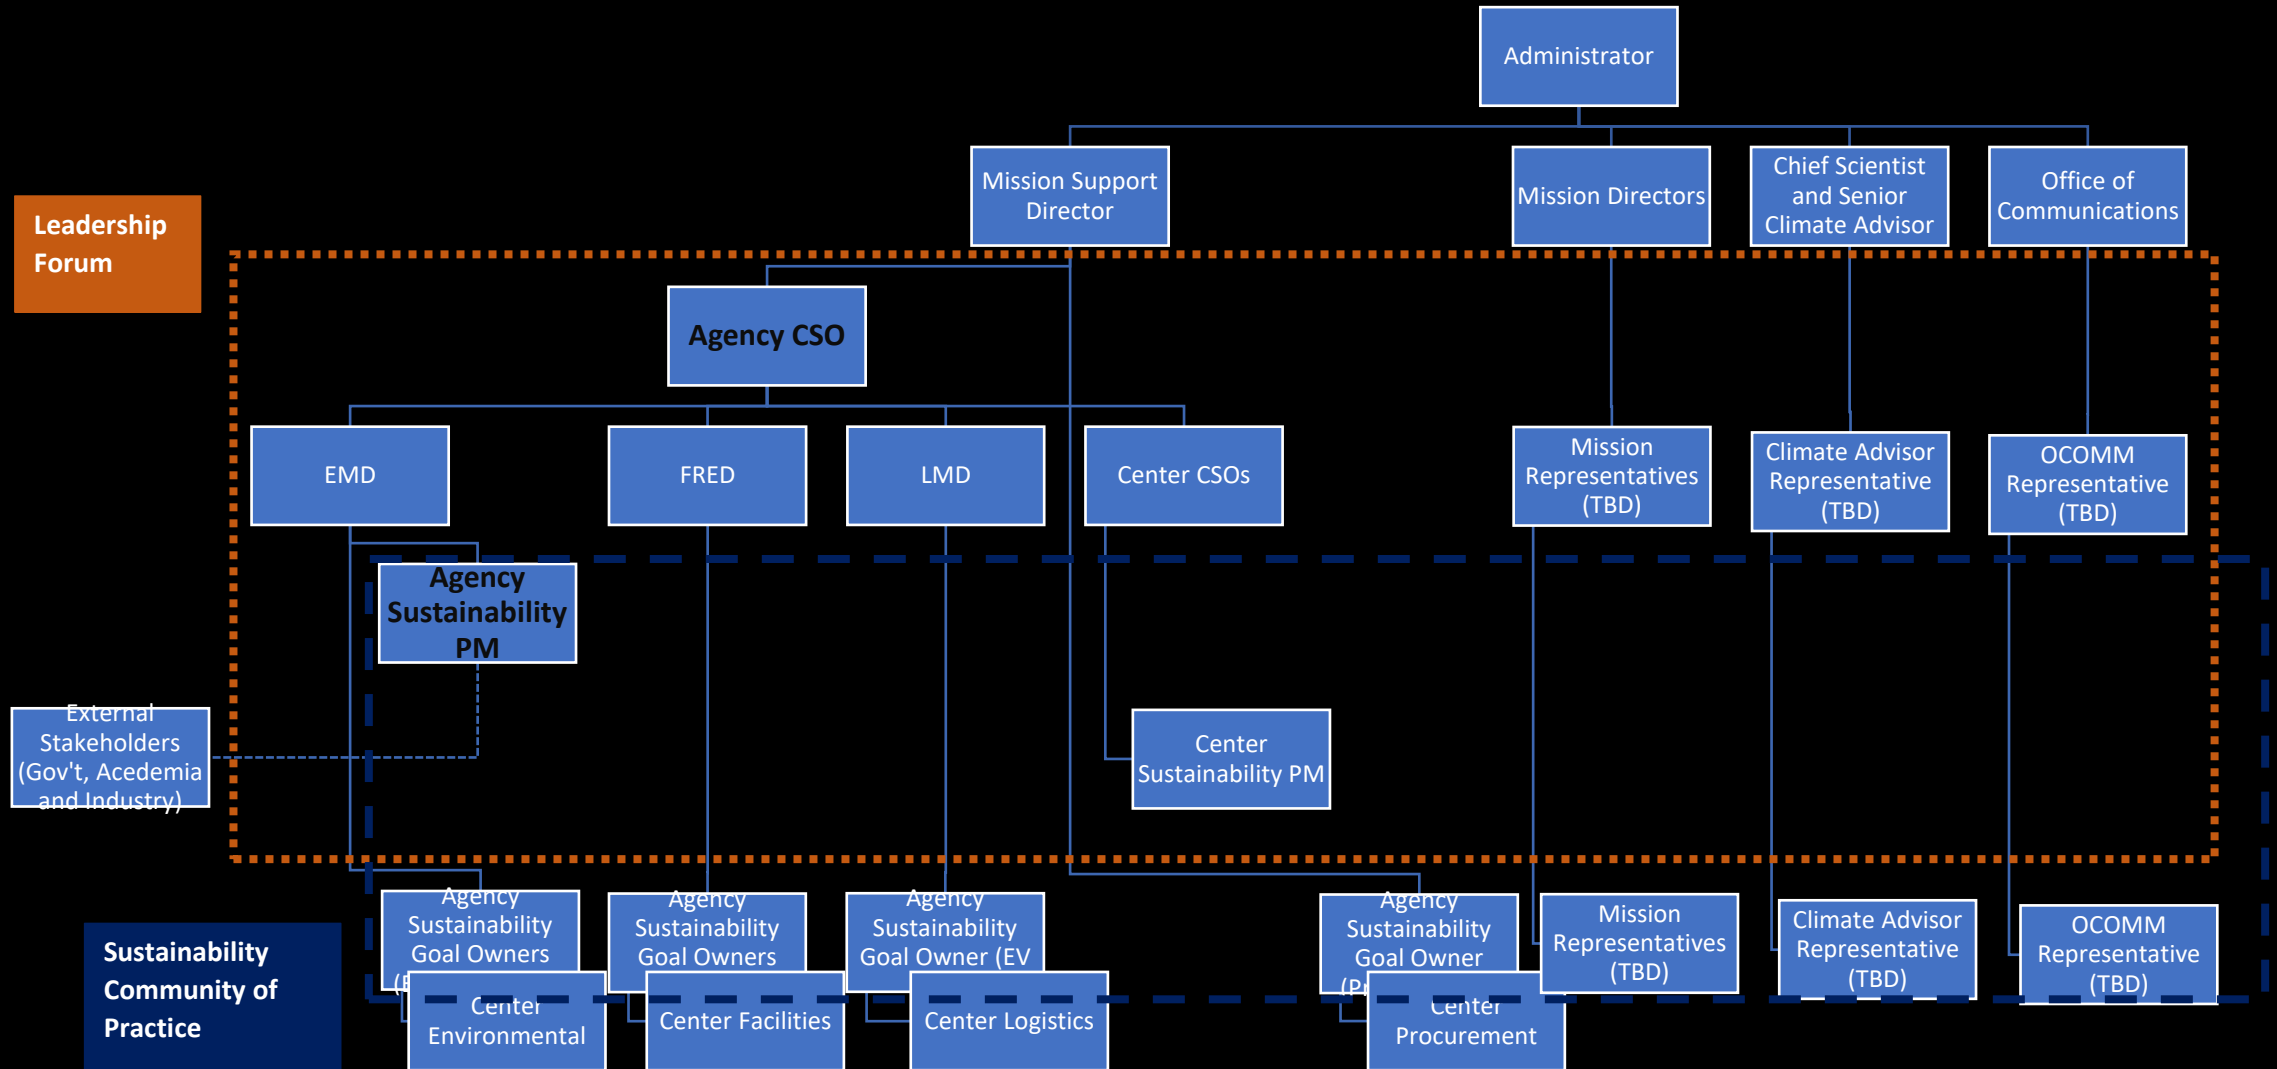 Administrator
Mission Support
Director
Mission Directors
Chief Scientist
and Senior
Climate Advisor
Office of
Communications
Leadership
Forum
Agency CSO
EMD
FRED
LMD
Center CSOs
Mission
Representatives
(TBD)
Climate Advisor
Representative
(TBD)
OCOMM
Representative
(TBD)
Agency
Sustainability
PM
External
Stakeholders
(Gov't, Acedemia
and Industry)
Center
Sustainability PM
Agency
Sustainability
Goal Owners
Agency
Sustainability
Goal Owners
Agency
Sustainability
Goal Owner (EV
Agency
Sustainability
Goal Owner
Mission
Representatives
(TBD)
Climate Advisor
Representative
(TBD)
OCOMM
Representative
(TBD)
Sustainability
Community of
Practice
Center
Environmental
Center Facilities
Center Logistics
Center
Procurement